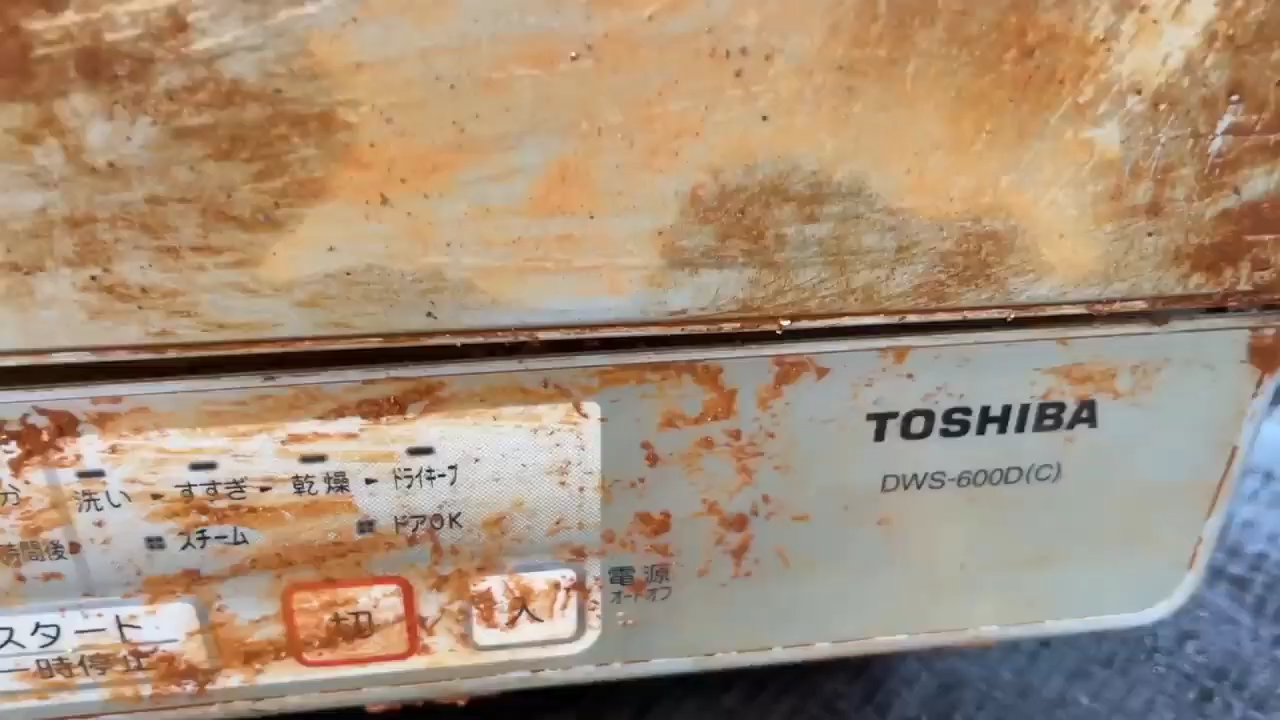 TOSHIBA
DWS-600D(C)
分 洗い すすぎ 乾燥 ドライキープ
時間後 スチーム ドアOK
電源
オートオフ
スタート 切 入
一時停止